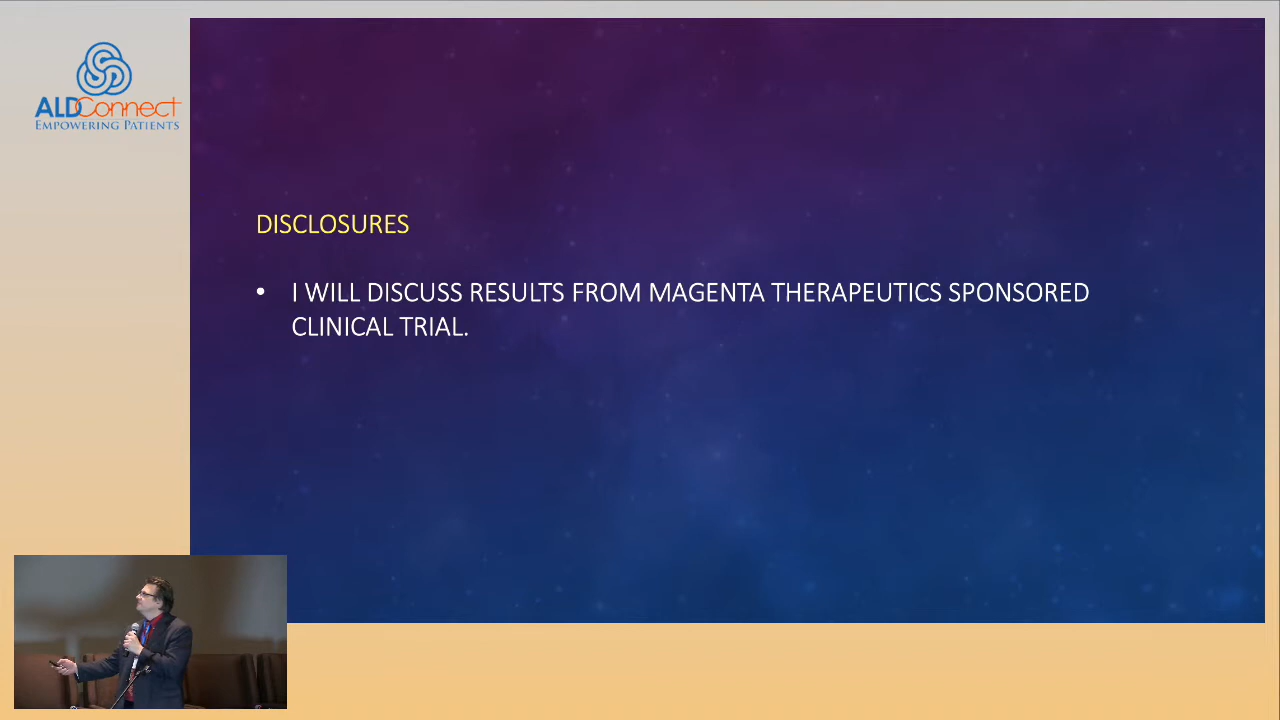 ALDConnect
EMPOWERING PATIENTS
DISCLOSURES
• I WILL DISCUSS RESULTS FROM MAGENTA THERAPEUTICS SPONSORED
CLINICAL TRIAL.